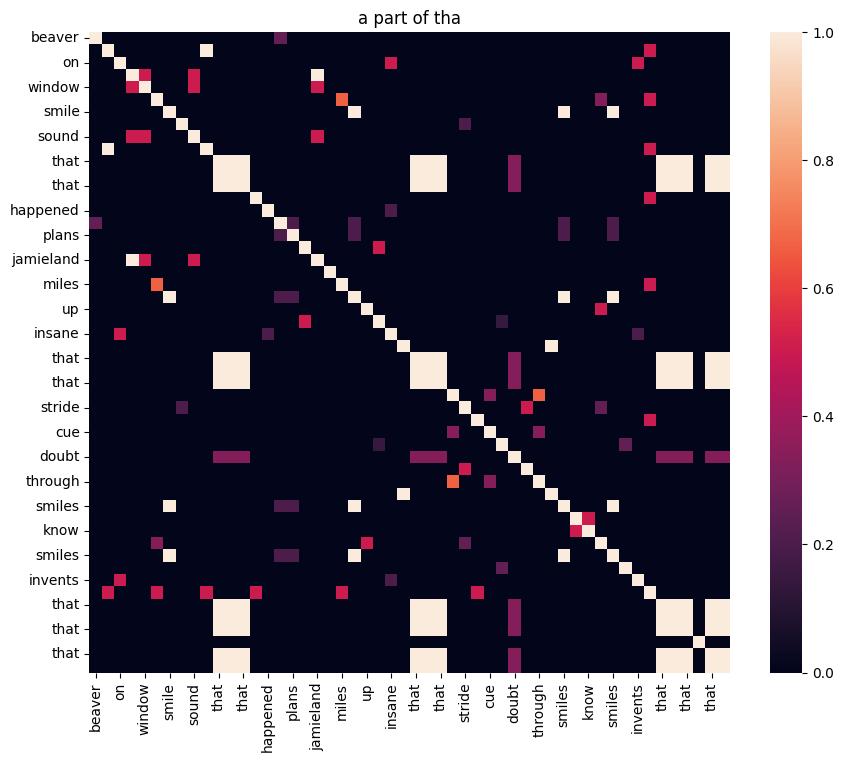 a part of tha
beaver
on
window
smile
sound
that
that
happened
plans
jamieland
miles
up
insane
that
that
stride
cue
doubt
through
smiles
know
smiles
invents
that
that
that
1.0
0.8
0.6
0.4
0.2
0.0
beaver
on
window
smile
sound
that
that
happened
plans
jamieland
miles
up
insane
that
that
stride
cue
doubt
through
smiles
know
smiles
invents
that
that
that